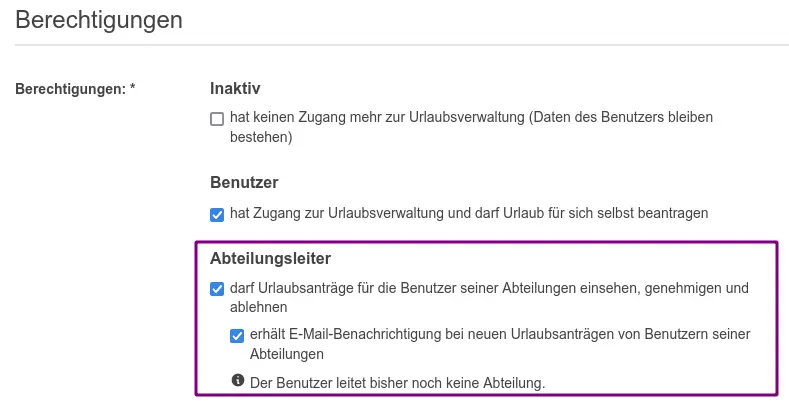 Berechtigungen
Berechtigungen: *
Inaktiv
hat keinen Zugang mehr zur Urlaubsverwaltung (Daten des Benutzers bleiben
bestehen)
Benutzer
hat Zugang zur Urlaubsverwaltung und darf Urlaub für sich selbst beantragen
Abteilungsleiter
darf Urlaubsanträge für die Benutzer seiner Abteilungen einsehen, genehmigen und
ablehnen
erhält E-Mail-Benachrichtigung bei neuen Urlaubsanträgen von Benutzern seiner
Abteilungen
Der Benutzer leitet bisher noch keine Abteilung.